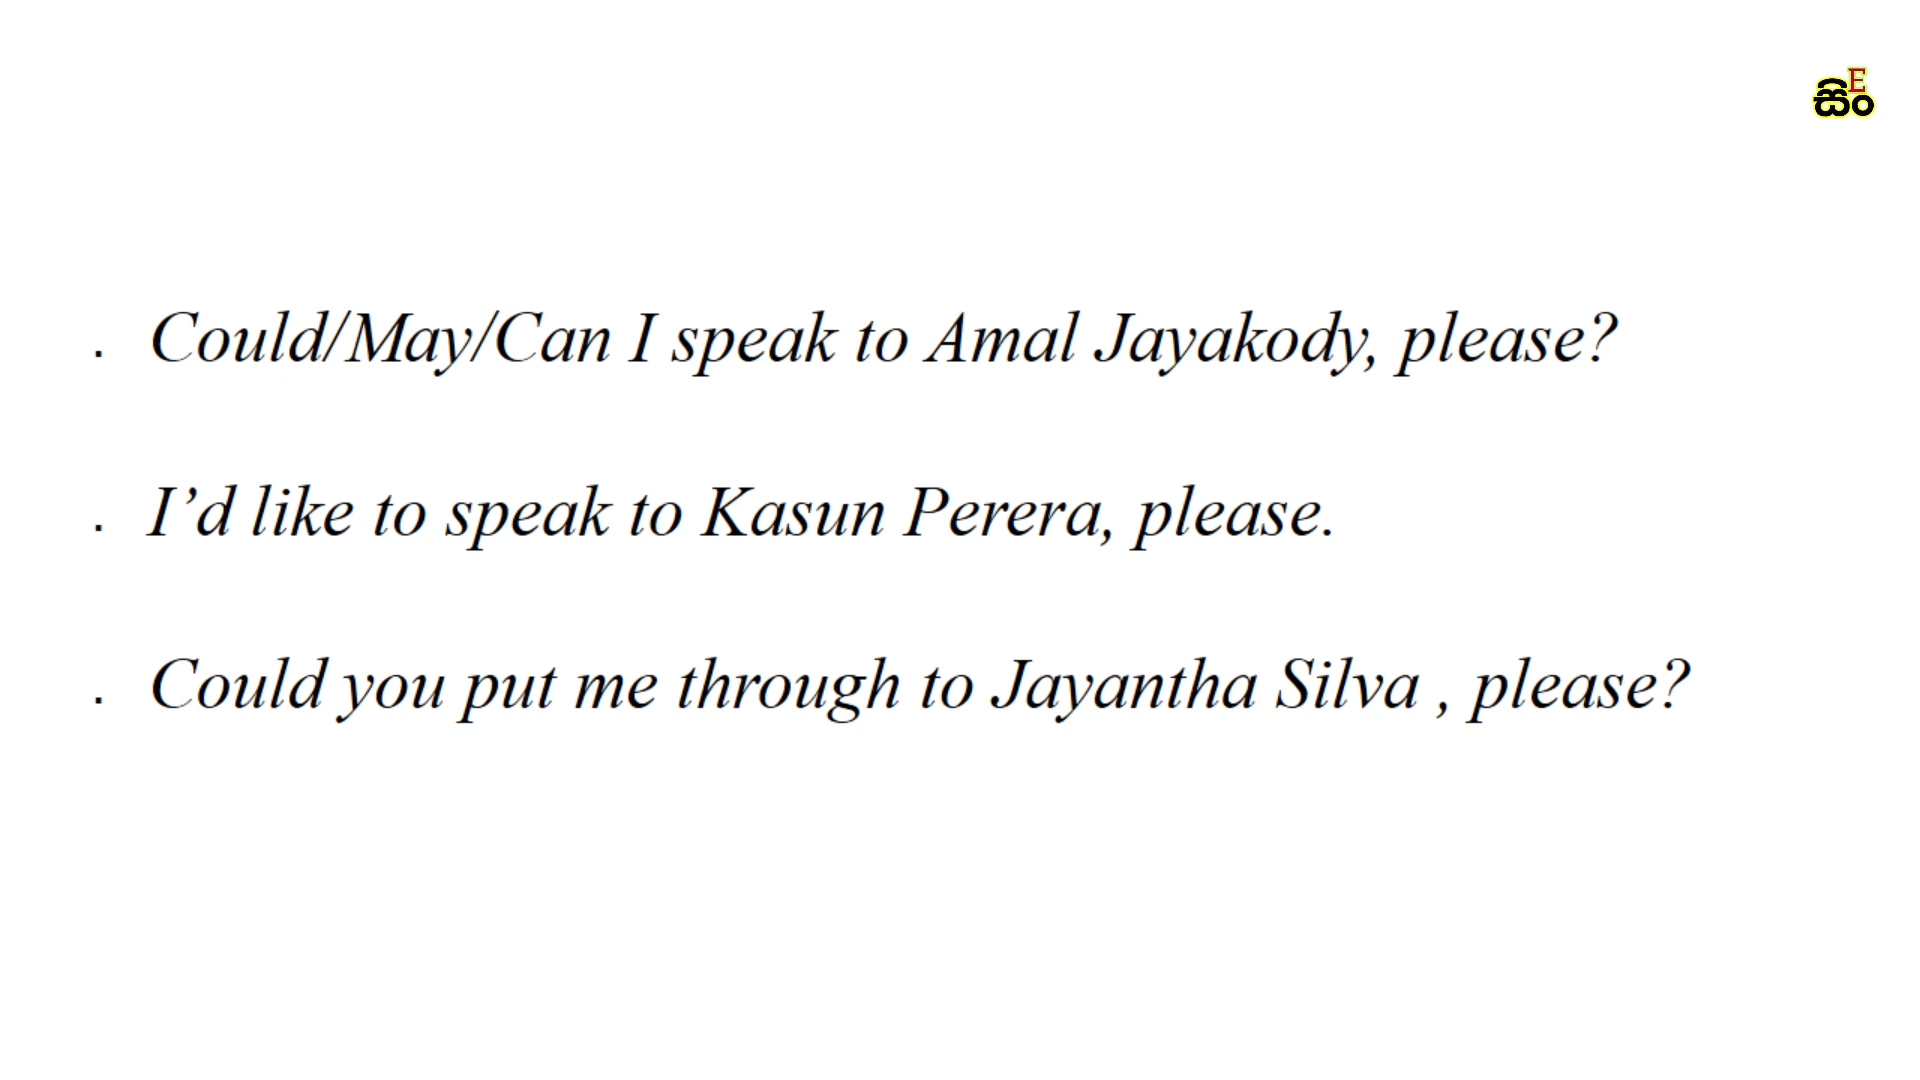 E
සිං
. Could/May/Can I speak to Amal Jayakody, please?
. I’d like to speak to Kasun Perera, please.
. Could you put me through to Jayantha Silva , please?